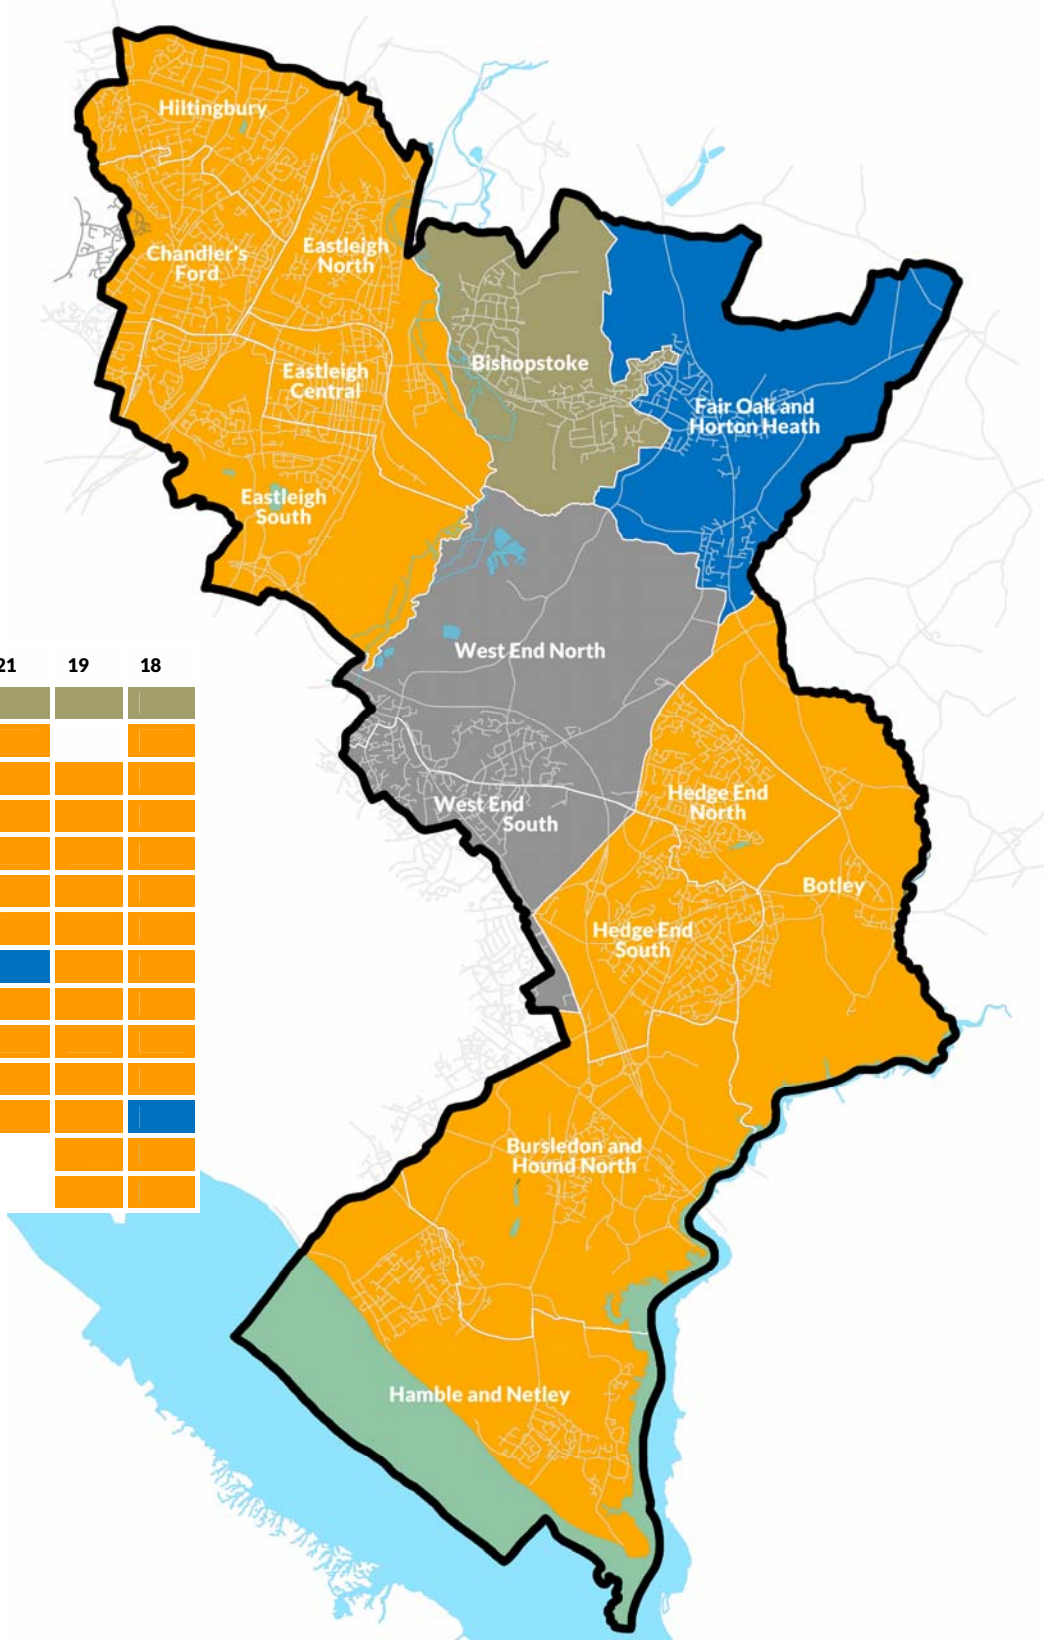 Hiltingbury
Chandler's
Ford
Eastleigh
North
Bishopstoke
Eastleigh
Central
Fair Oak and
Horton Heath
Eastleigh
South
West End North
21 19 18
Hedge End
North
West End
South
Botley
Hedge End
South
Bursledon and
Hound North
Hamble and Netley